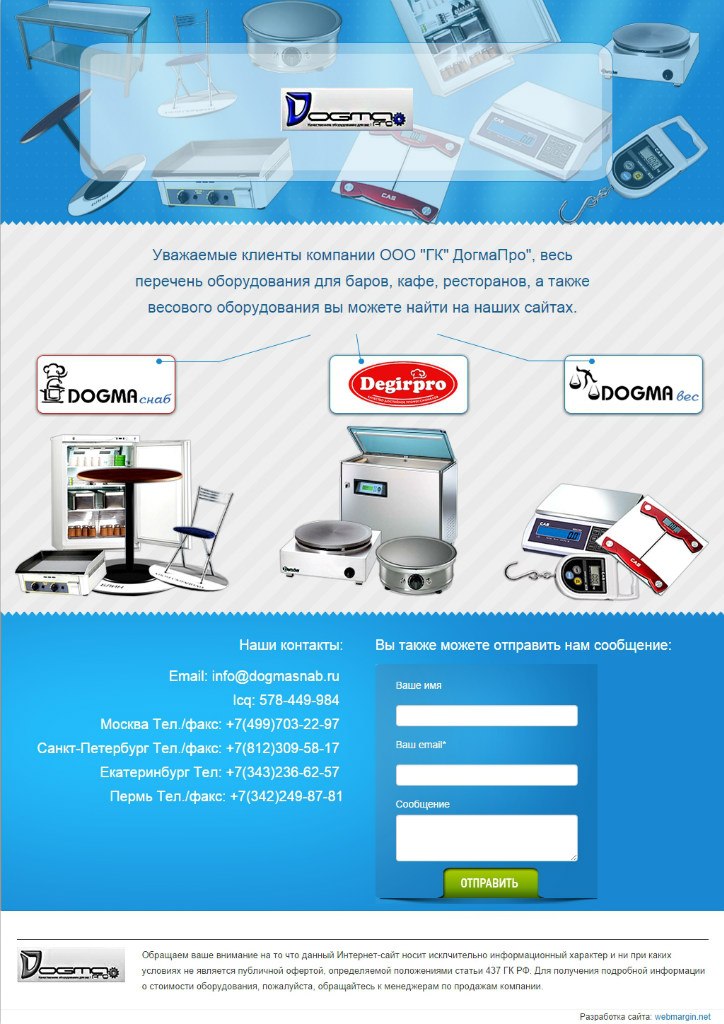 DOGMA
Pro
CAS
Уважаемые клиенты компании ООО "ГК" ДогмаПро", весь
перечень оборудования для баров, кафе, ресторанов, а также
весового оборудования вы можете найти на наших сайтах.
DOGMA снаб
Degirpro
DOGMA вес
CAS
CAS
Наши контакты:
Email: info@dogmasnab.ru
Icq: 578-449-984
Москва Тел./факс: +7(499)703-22-97
Санкт-Петербург Тел./факс: +7(812)309-58-17
Екатеринбург Тел: +7(343)236-62-57
Пермь Тел./факс: +7(342)249-87-81
Вы также можете отправить нам сообщение:
Ваше имя
Ваш email*
Сообщение
ОТПРАВИТЬ
DOGMA
Обращаем ваше внимание на то что данный Интернет-сайт носит исключительно информационный характер и ни при каких
условиях не является публичной офертой, определяемой положениями статьи 437 ГК РФ. Для получения подробной информации
о стоимости оборудования, пожалуйста, обращайтесь к менеджерам по продажам компании.
Разработка сайта: webmargin.net